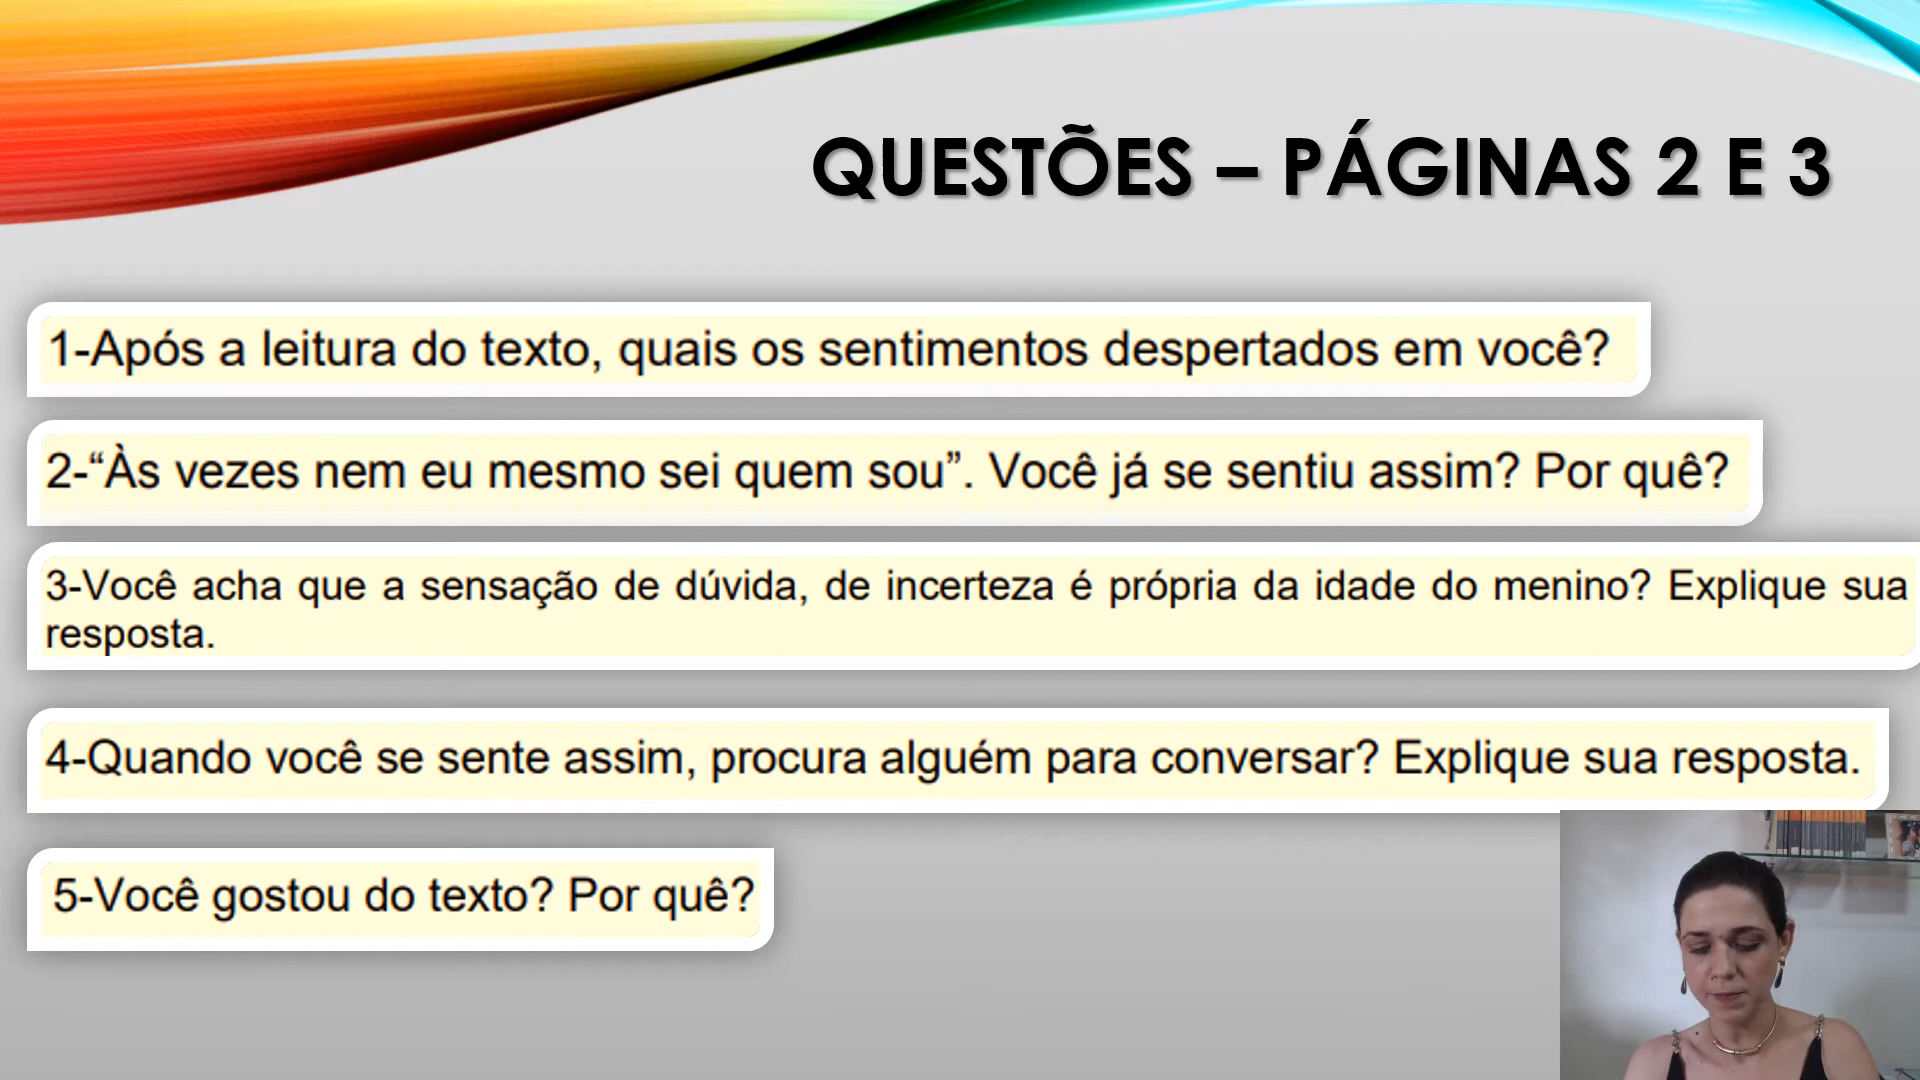 QUESTÕES – PÁGINAS 2 E 3
1-Após a leitura do texto, quais os sentimentos despertados em você?
2-“Às vezes nem eu mesmo sei quem sou”. Você já se sentiu assim? Por quê?
3-Você acha que a sensação de dúvida, de incerteza é própria da idade do menino? Explique sua
resposta.
4-Quando você se sente assim, procura alguém para conversar? Explique sua resposta.
5-Você gostou do texto? Por quê?